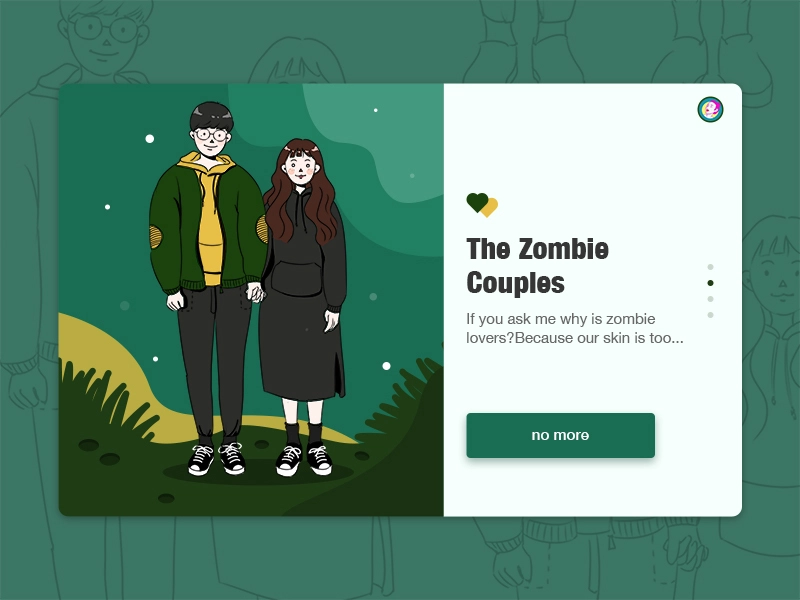 The Zombie
Couples
If you ask me why is zombie
lovers?Because our skin is too...
no more